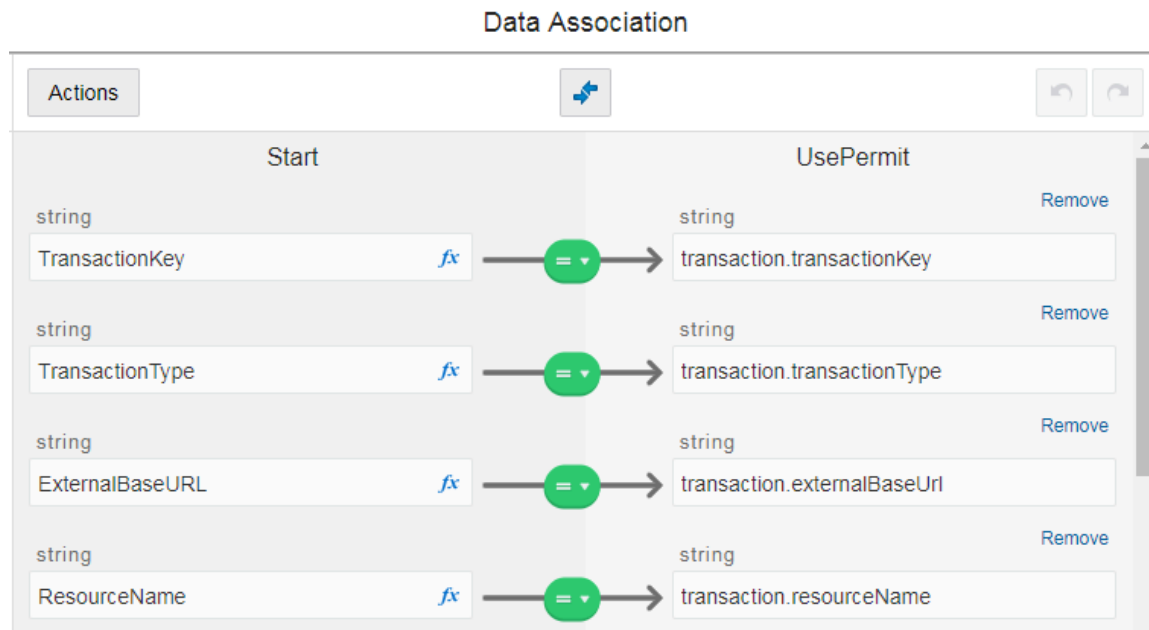 Data Association
Actions
Start UsePermit
Remove
string string
TransactionKey fx = transaction.transactionKey
Remove
string string
TransactionType fx = transaction.transactionType
Remove
string string
ExternalBaseURL fx = transaction.externalBaseUrl
Remove
string string
ResourceName fx = transaction.resourceName